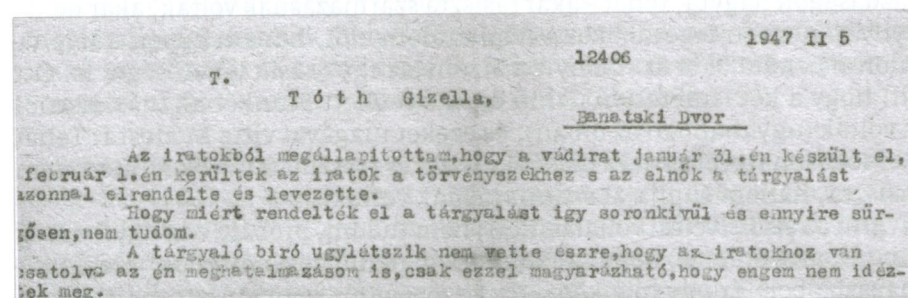 1947 II 5
12406
T.
Tóth Gizella,
Banatski Dvor
Az iratokból megállapitottam,hogy a vádirat január 31.én készült el,
február 1.én kerültek az iratok a törvényszékhez s az elnök a tárgyalást
azonnal elrendelte és levezette.
Hogy miért rendelték el a tárgyalást igy soronkivül és ennyire sür-
gősen,nem tudom.
A tárgyaló biró ugylátszik nem vette észre,hogy az iratokhoz van
csatolva az én meghatalmazásom is,csak ezzel magyarázható,hogy engem nem idéz-
tek meg.